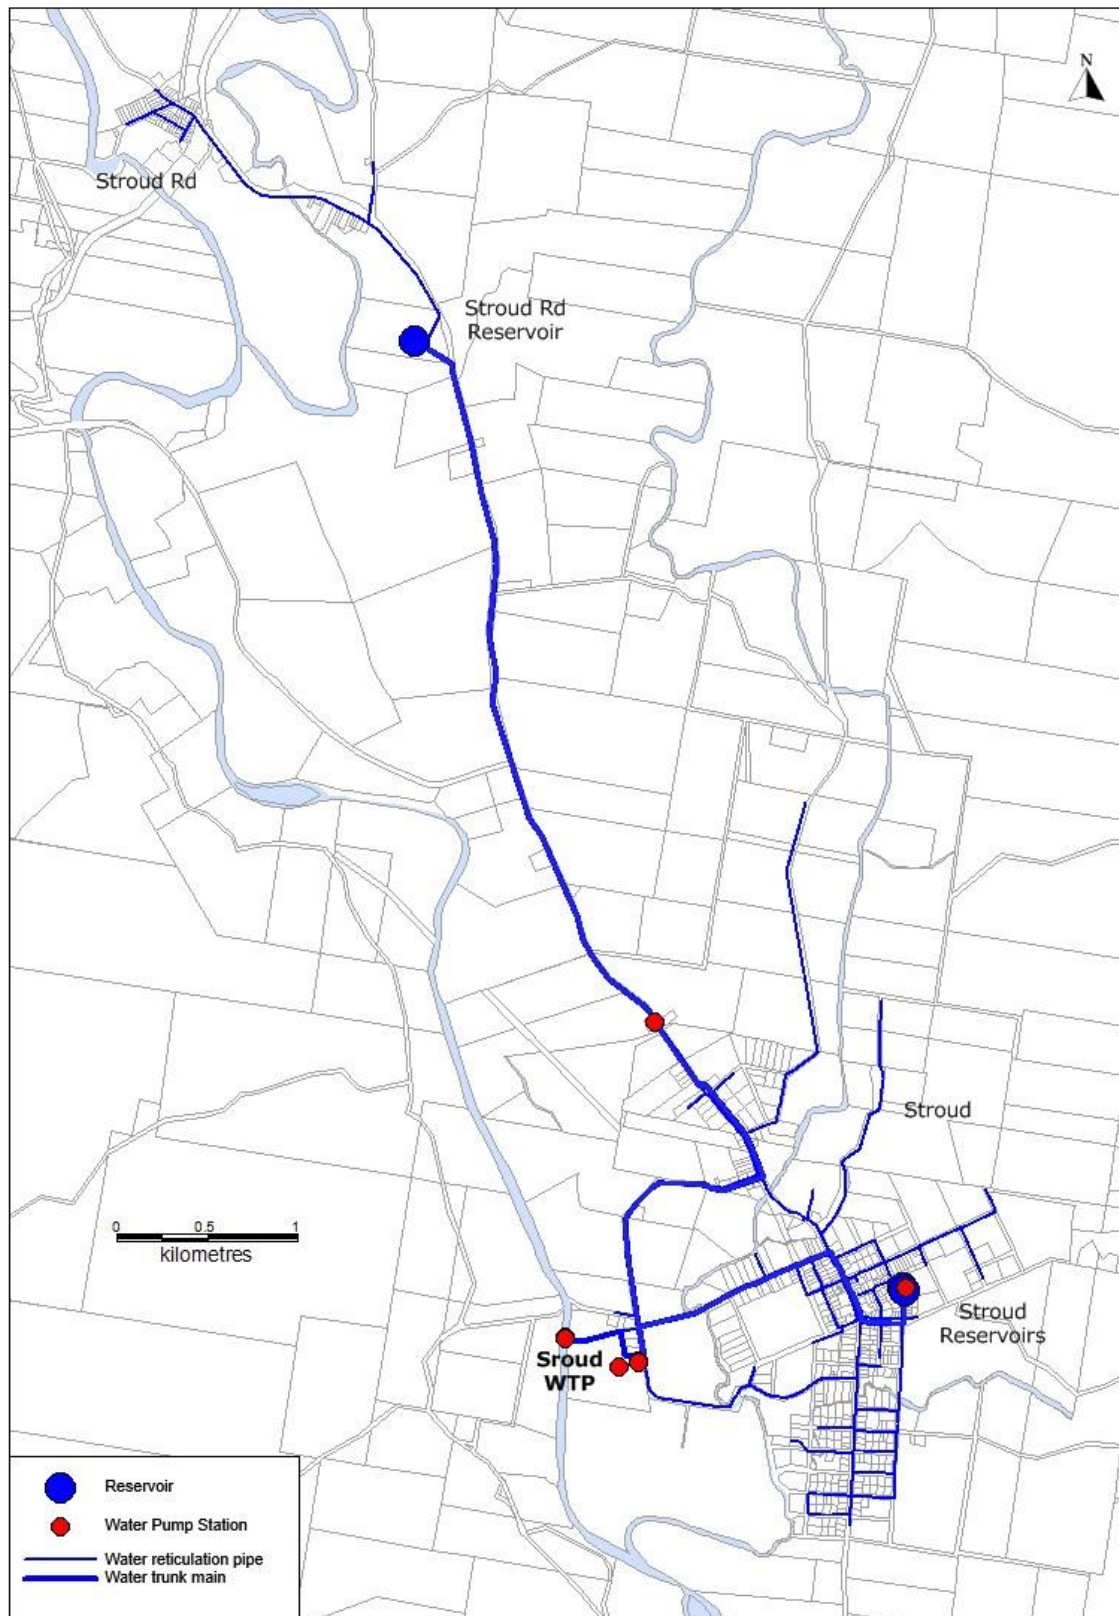 N
Stroud Rd
Stroud Rd
Reservoir
Stroud
0 0.5 1
kilometres
Stroud
Reservoirs
Sroud
WTP
Reservoir
Water Pump Station
Water reticulation pipe
Water trunk main